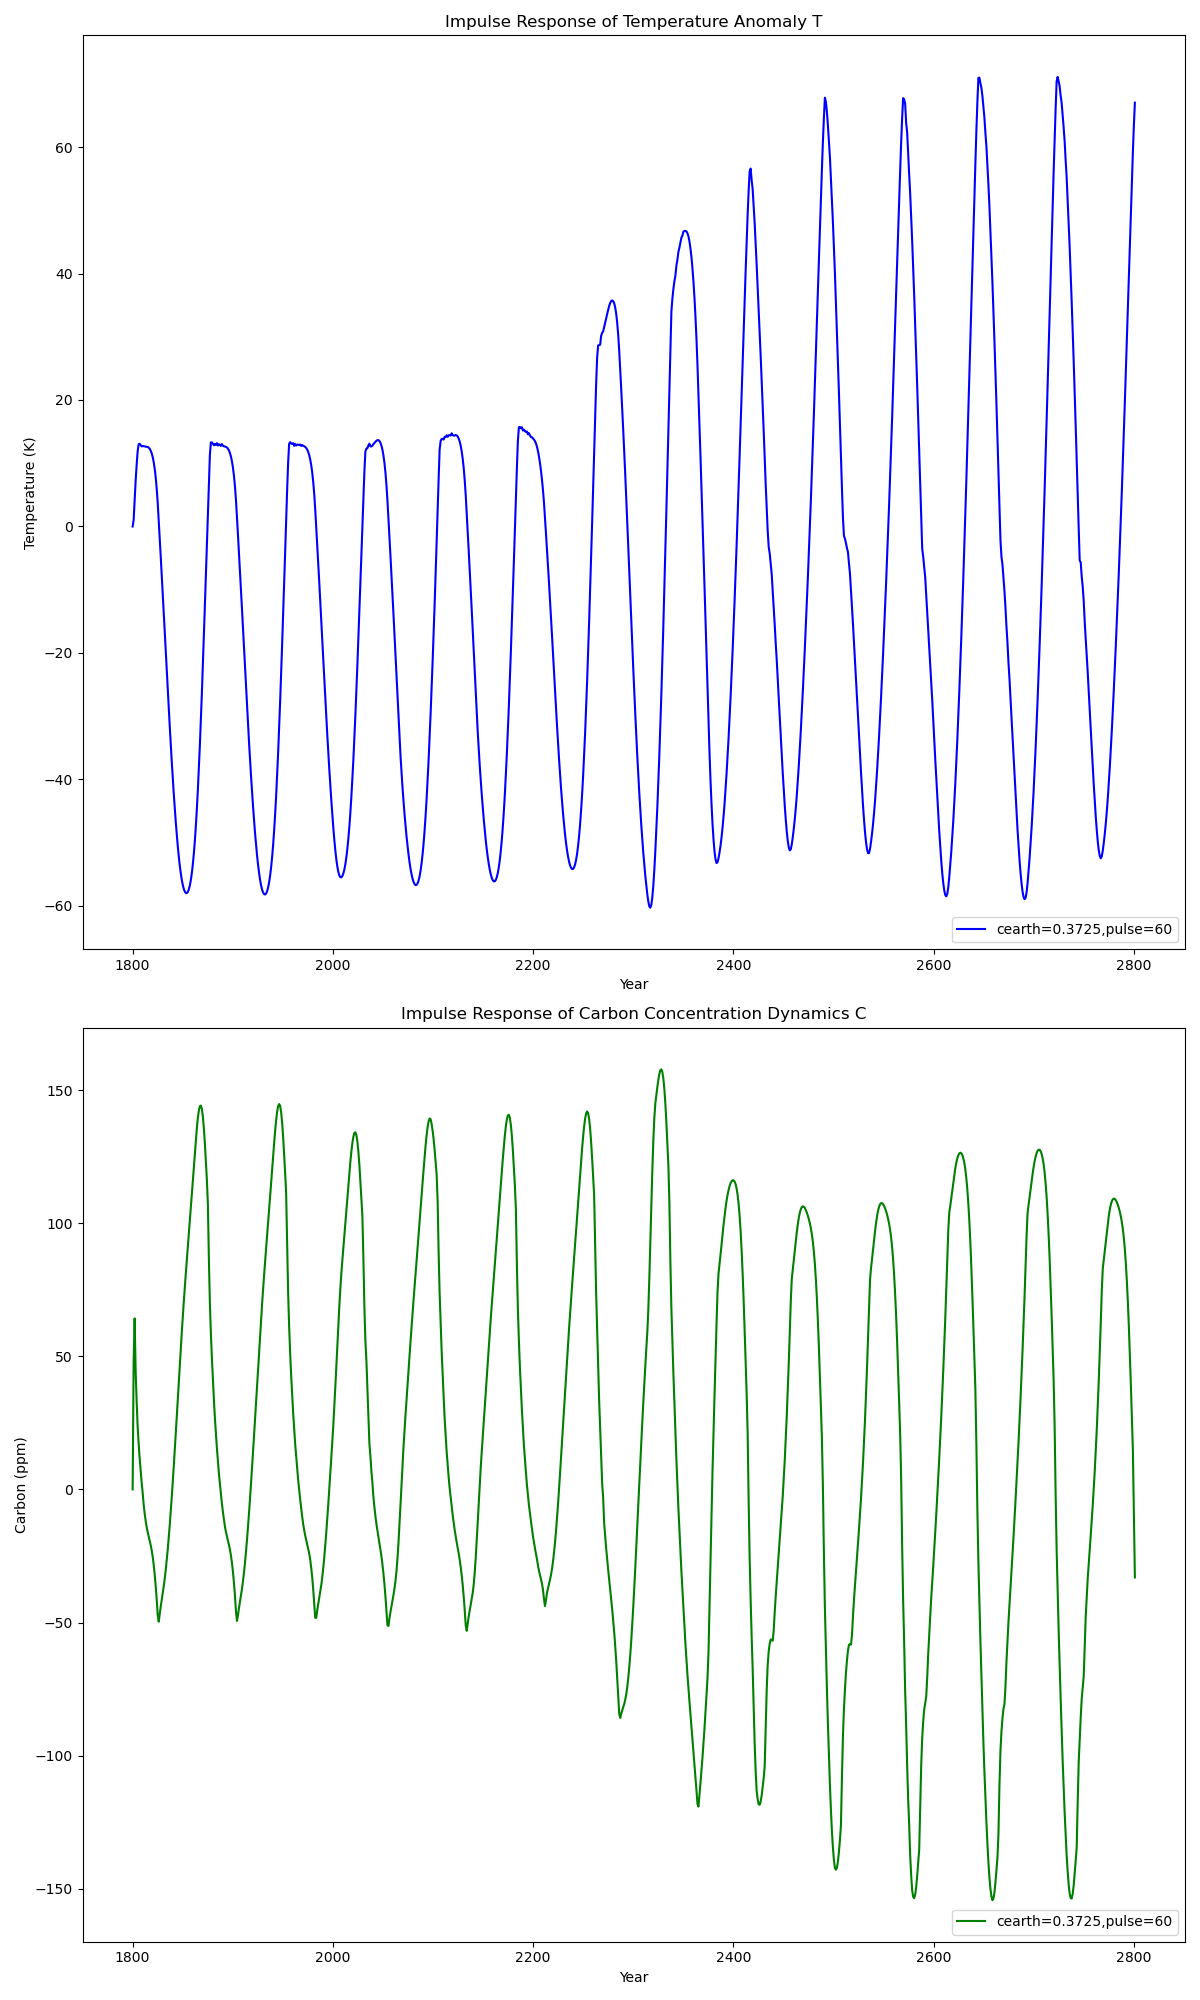 Impulse Response of Temperature Anomaly T
Temperature (K)
60
40
20
0
−20
−40
−60
1800 2000 2200 2400 2600 2800
Year
cearth=0.3725,pulse=60
Impulse Response of Carbon Concentration Dynamics C
Carbon (ppm)
150
100
50
0
−50
−100
−150
1800 2000 2200 2400 2600 2800
Year
cearth=0.3725,pulse=60